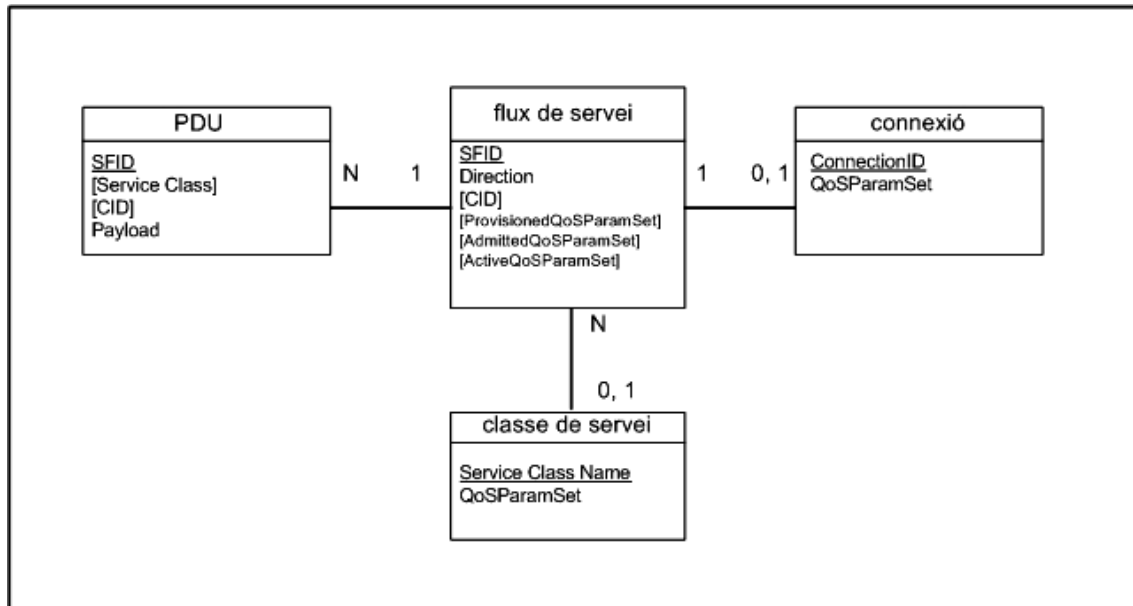 PDU
SFID
[Service Class]
[CID]
Payload
N 1
flux de servei
SFID
Direction
[CID]
[ProvisionedQoSParamSet]
[AdmittedQoSParamSet]
[ActiveQoSParamSet]
1 0, 1
connexió
ConnectionID
QoSParamSet
N
0, 1
classe de servei
Service Class Name
QoSParamSet